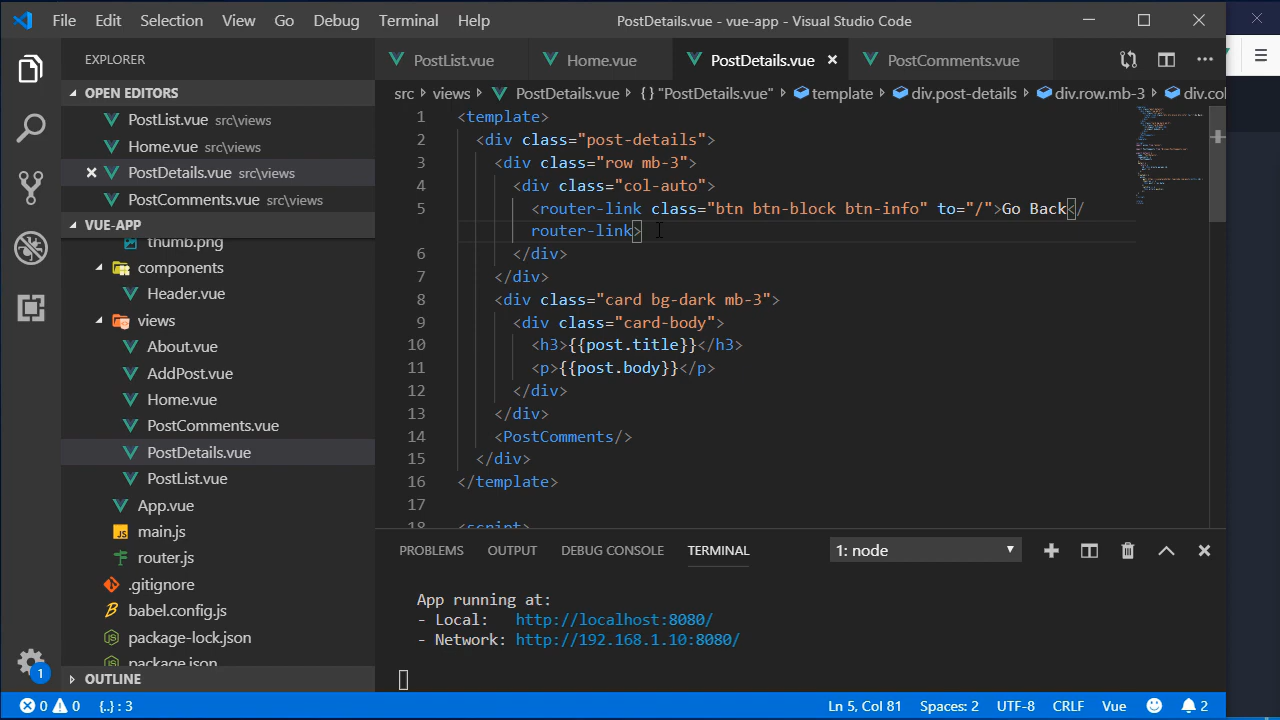 File Edit Selection View Go Debug Terminal Help PostDetails.vue - vue-app - Visual Studio Code
EXPLORER
OPEN EDITORS
PostList.vue src\views
Home.vue src\views
PostDetails.vue src\views
PostComments.vue src\views
VUE-APP
thumb.png
components
Header.vue
views
About.vue
AddPost.vue
Home.vue
PostComments.vue
PostDetails.vue
PostList.vue
App.vue
JS main.js
router.js
.gitignore
babel.config.js
package-lock.json
package.json
OUTLINE
1
PostList.vue Home.vue PostDetails.vue PostComments.vue
src views PostDetails.vue {} "PostDetails.vue" template div.post-details div.row.mb-3 div.col
1 <template>
2 <div class="post-details">
3 <div class="row mb-3">
4 <div class="col-auto">
5 <router-link class="btn btn-block btn-info" to="/">Go Back</
router-link>
6 </div>
7 </div>
8 <div class="card bg-dark mb-3">
9 <div class="card-body">
10 <h3>{{post.title}}</h3>
11 <p>{{post.body}}</p>
12 </div>
13 </div>
14 <PostComments/>
15 </div>
16 </template>
17
18 <script>
PROBLEMS OUTPUT DEBUG CONSOLE TERMINAL 1: node
App running at:
- Local: http://localhost:8080/
- Network: http://192.168.1.10:8080/
0 0 {..} : 3 Ln 5, Col 81 Spaces: 2 UTF-8 CRLF Vue 2